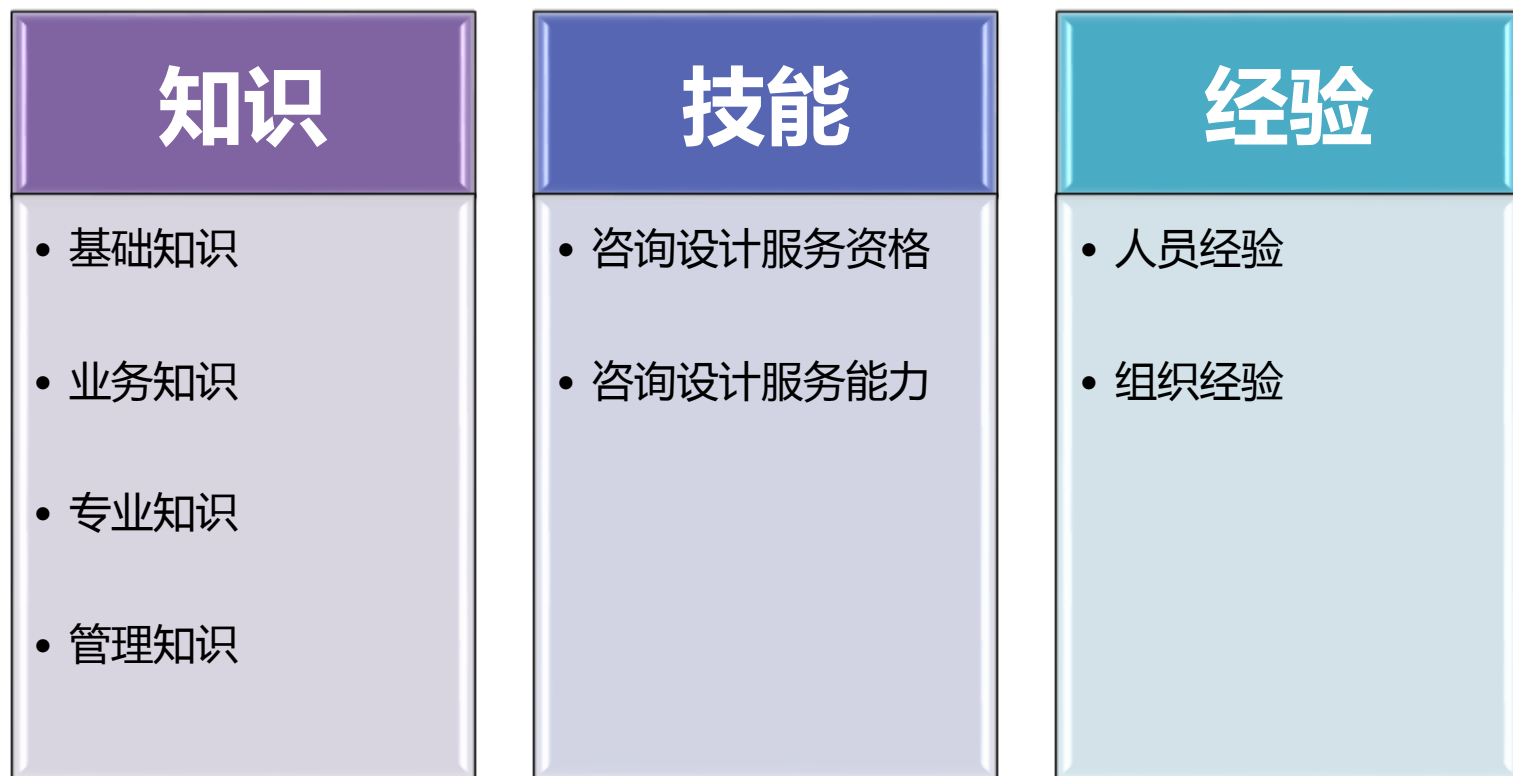 知识
• 基础知识
• 业务知识
• 专业知识
• 管理知识
技能
• 咨询设计服务资格
• 咨询设计服务能力
经验
• 人员经验
• 组织经验